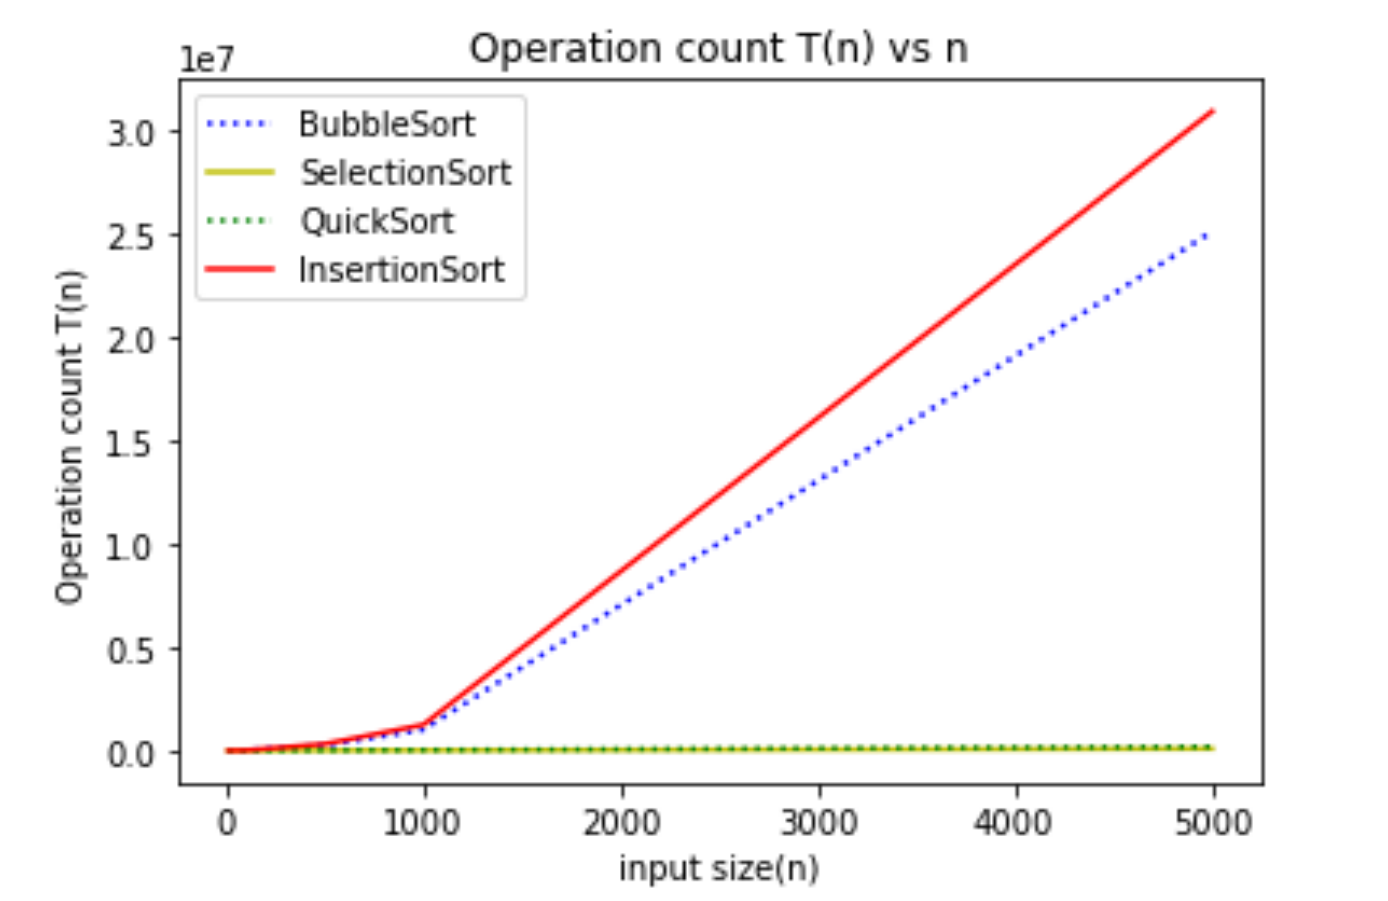 Operation count T(n) vs n
1e7
BubbleSort
SelectionSort
QuickSort
InsertionSort
3.0
2.5
2.0
1.5
1.0
0.5
0.0
Operation count T(n)
0 1000 2000 3000 4000 5000
input size(n)